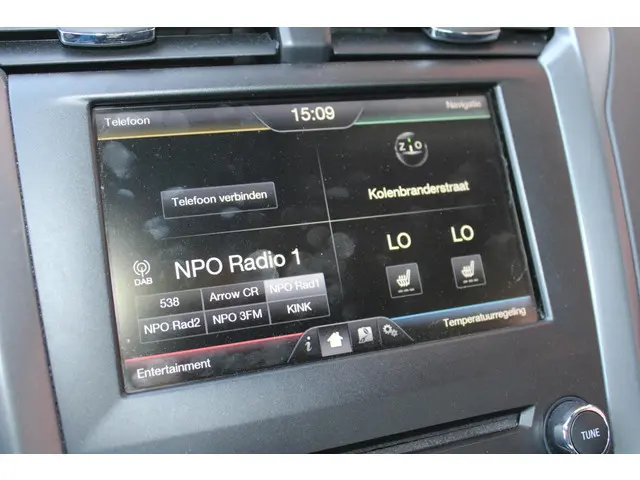 Telefoon
15:09
Navigatie
Z O
Telefoon verbinden
Kolenbranderstraat
DAB
NPO Radio 1
LO LO
538 Arrow CR NPO Rad1
NPO Rad2 NPO 3FM KINK
i
Entertainment
Temperatuurregeling
TUNE